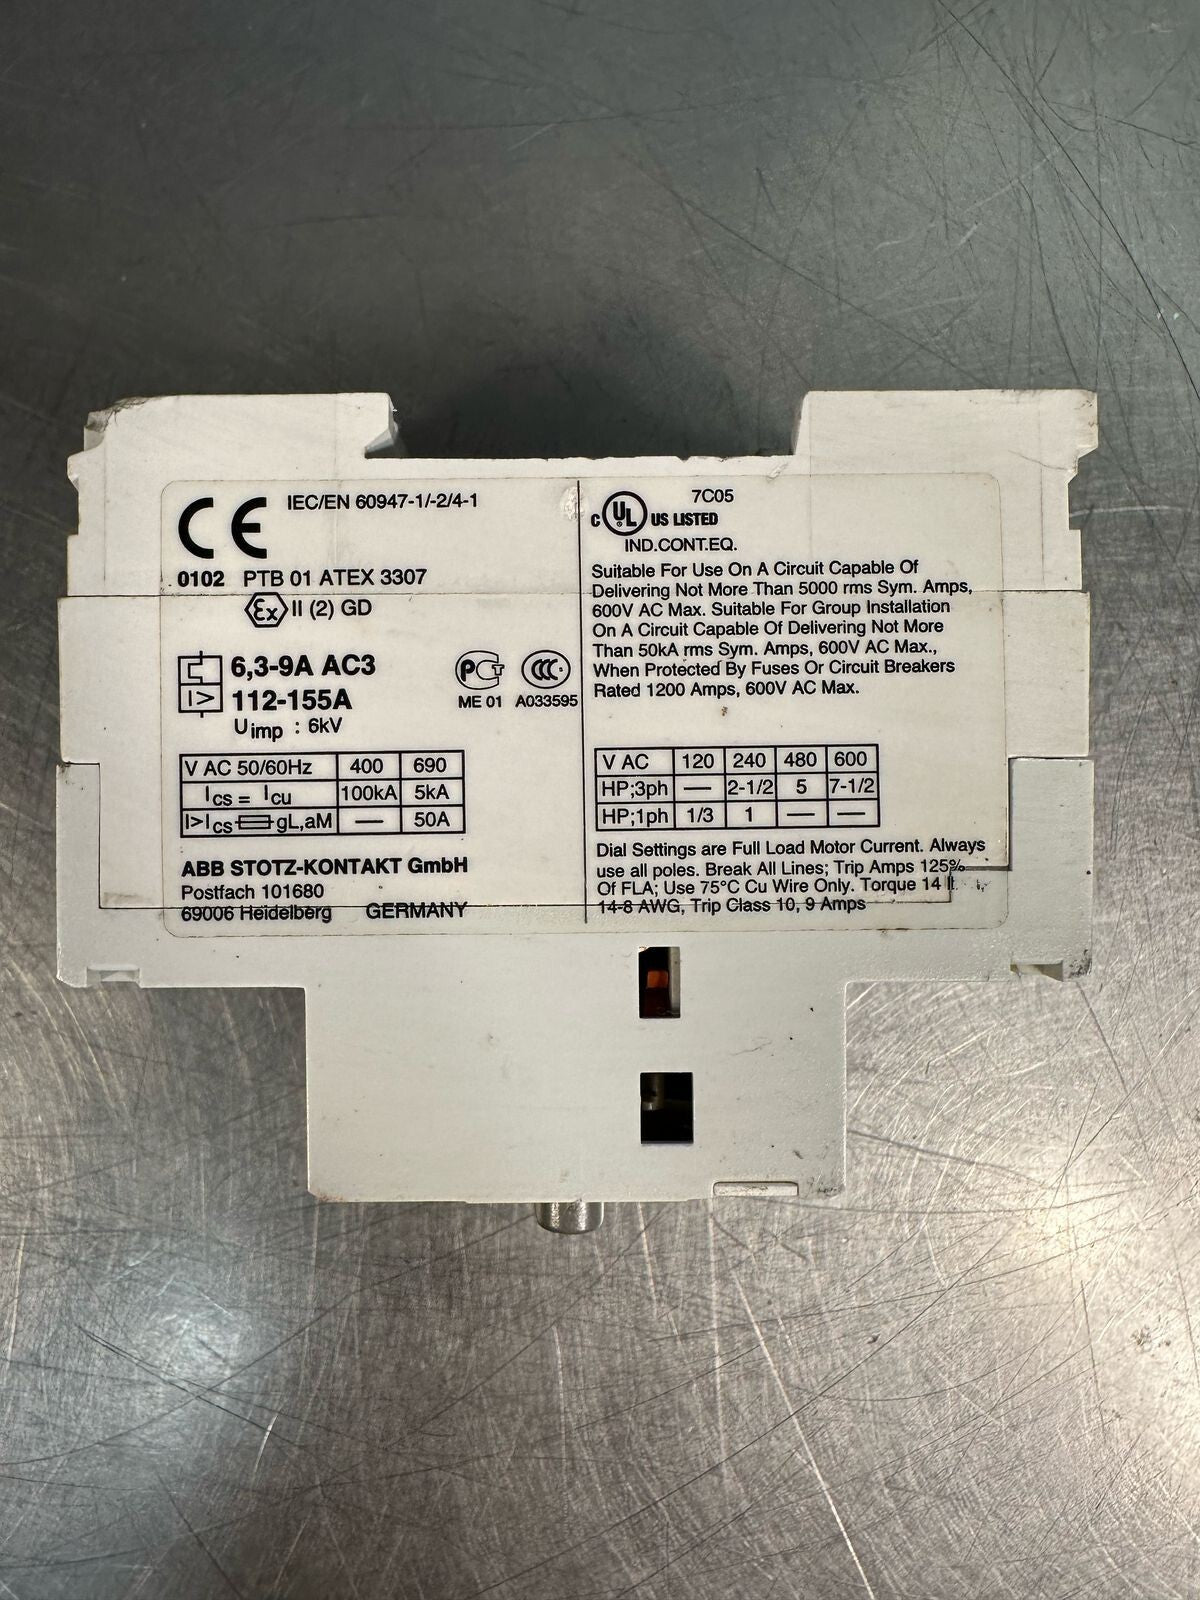 CE IEC/EN 60947-1/-2/4-1
0102 PTB 01 ATEX 3307
Ex II (2) GD
6,3-9A AC3
I> 112-155A
Uimp : 6kV
PCT CCC
ME 01 A033595
V AC 50/60Hz 400 690
Ics = Icu 100kA 5kA
I>Ics gL,aM — 50A
ABB STOTZ-KONTAKT GmbH
Postfach 101680
69006 Heidelberg GERMANY
7C05
c UL US LISTED
IND.CONT.EQ.
Suitable For Use On A Circuit Capable Of
Delivering Not More Than 5000 rms Sym. Amps,
600V AC Max. Suitable For Group Installation
On A Circuit Capable Of Delivering Not More
Than 50kA rms Sym. Amps, 600V AC Max.,
When Protected By Fuses Or Circuit Breakers
Rated 1200 Amps, 600V AC Max.
V AC 120 240 480 600
HP;3ph — 2-1/2 5 7-1/2
HP;1ph 1/3 1 — —
Dial Settings are Full Load Motor Current. Always
use all poles. Break All Lines; Trip Amps 125%
Of FLA; Use 75°C Cu Wire Only. Torque 14
14-8 AWG, Trip Class 10, 9 Amps